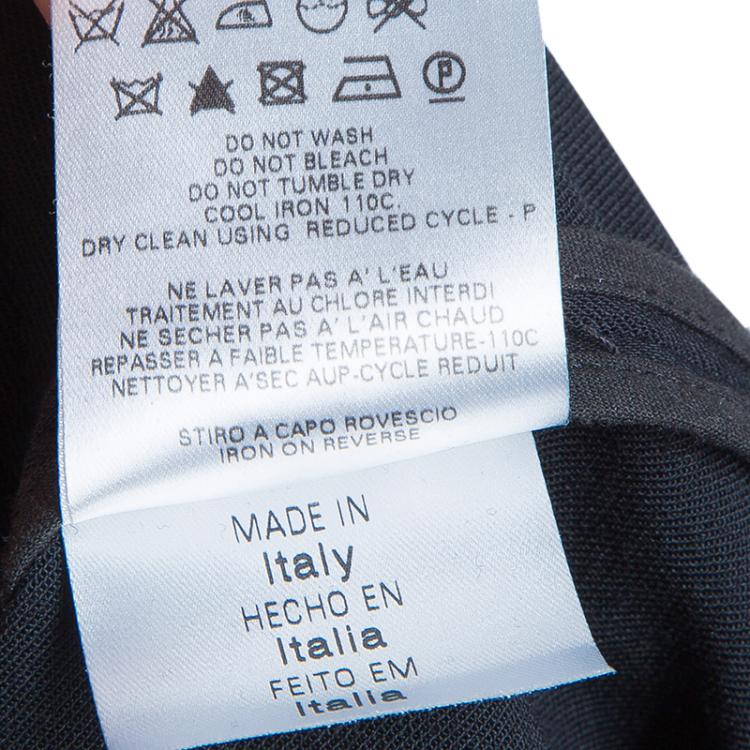 P
DO NOT WASH
DO NOT BLEACH
DO NOT TUMBLE DRY
COOL IRON 110C.
DRY CLEAN USING REDUCED CYCLE - P
NE LAVER PAS A' L'EAU
TRAITEMENT AU CHLORE INTERDI
NE SECHER PAS A' L'AIR CHAUD
REPASSER A FAIBLE TEMPERATURE-110C
NETTOYER A'SEC AUP-CYCLE REDUIT
STIRO A CAPO ROVESCIO
IRON ON REVERSE
MADE IN
Italy
HECHO EN
Italia
FEITO EM
Italia